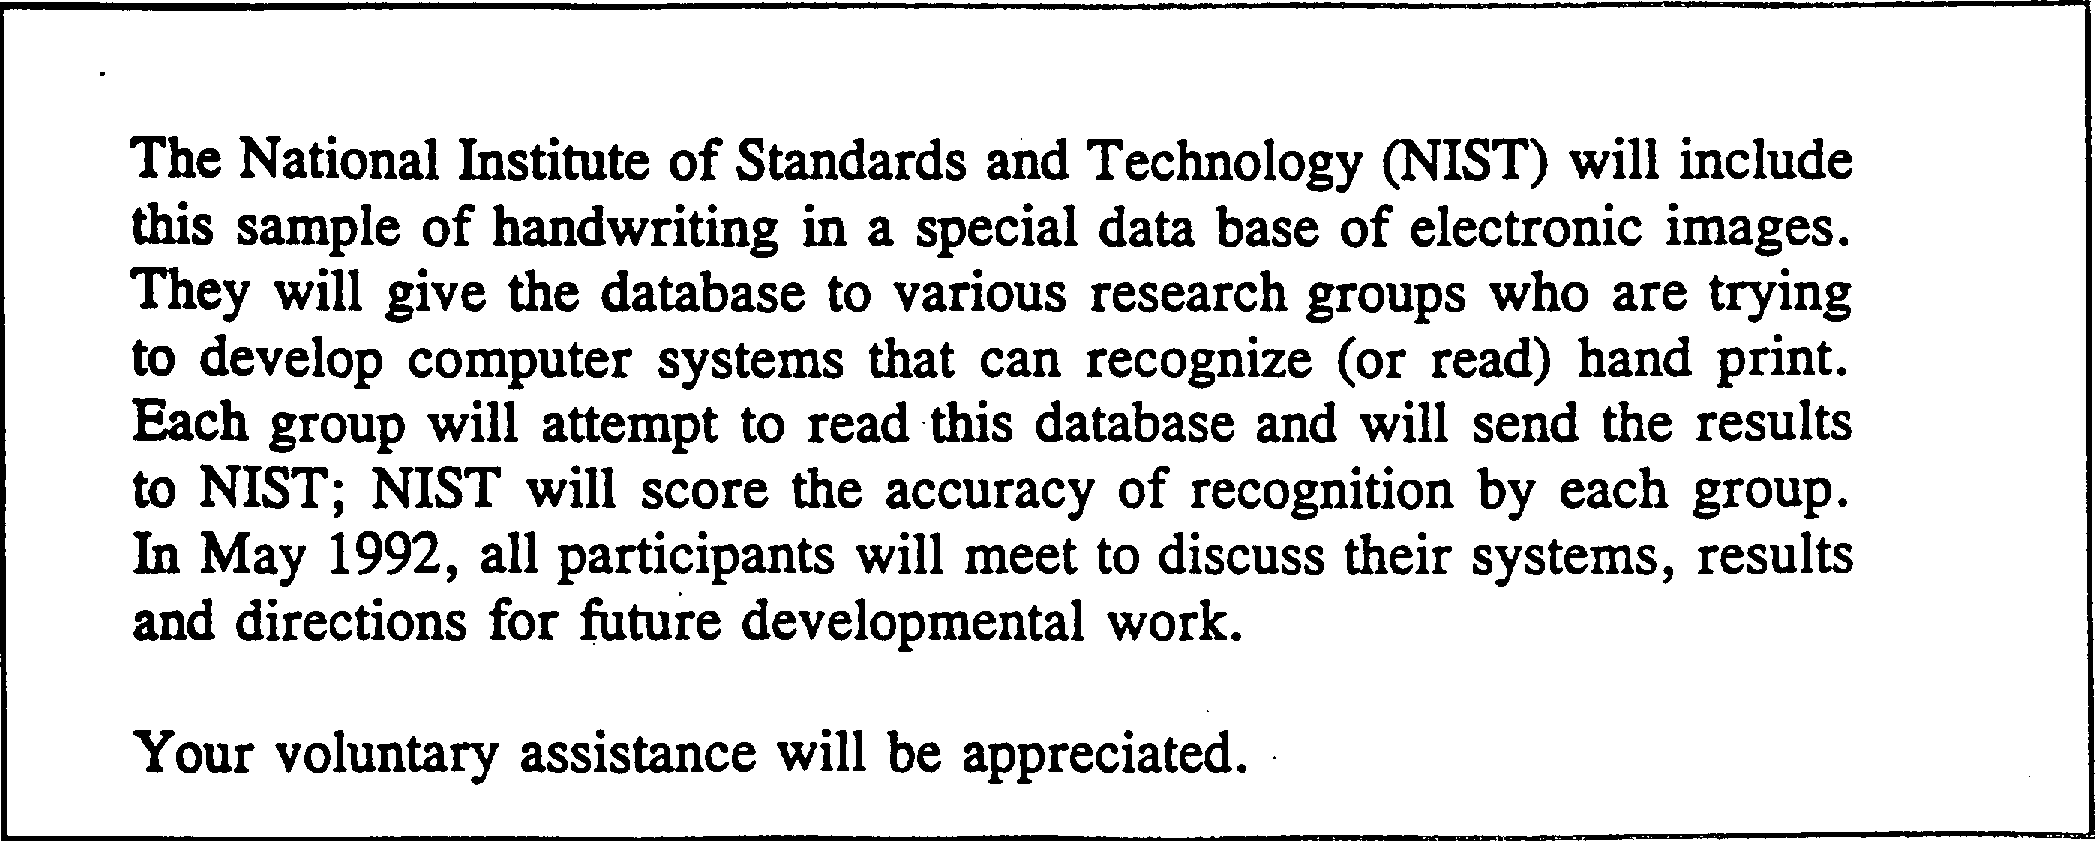 The National Institute of Standards and Technology (NIST) will include
this sample of handwriting in a special data base of electronic images.
They will give the database to various research groups who are trying
to develop computer systems that can recognize (or read) hand print.
Each group will attempt to read this database and will send the results
to NIST; NIST will score the accuracy of recognition by each group.
In May 1992, all participants will meet to discuss their systems, results
and directions for future developmental work.
Your voluntary assistance will be appreciated.